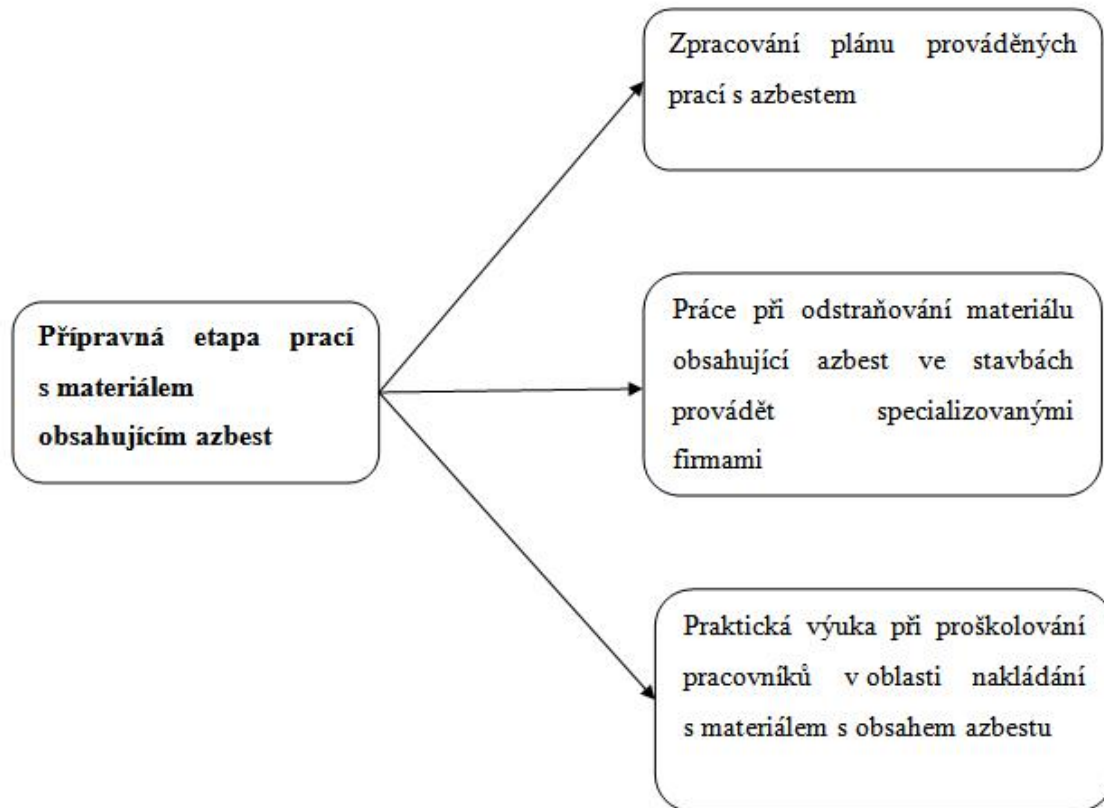 Zpracování plánu prováděných
prací s azbestem
Přípravná etapa prací
s materiálem
obsahujícím azbest
Práce při odstraňování materiálu
obsahující azbest ve stavbách
provádět specializovanými
firmami
Praktická výuka při proškolování
pracovníků v oblasti nakládání
s materiálem s obsahem azbestu